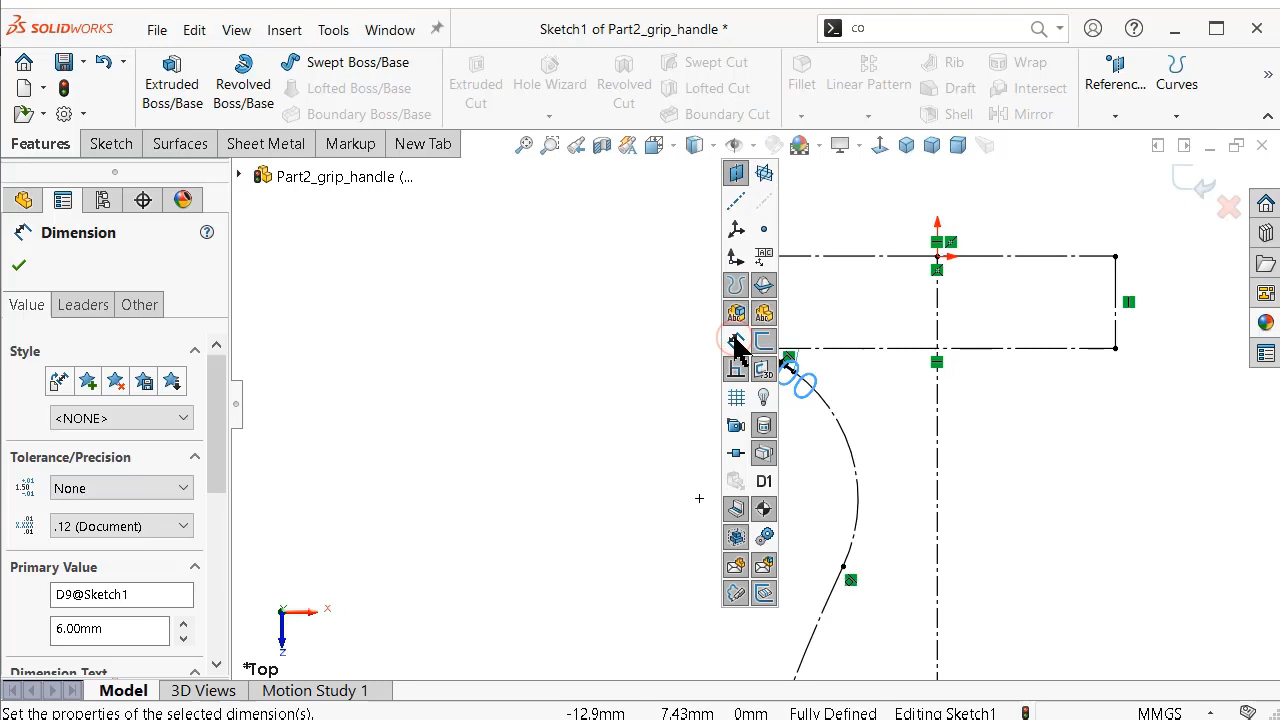 SOLIDWORKS
File Edit View Insert Tools Window
Sketch1 of Part2_grip_handle *
co
Extruded Boss/Base
Revolved Boss/Base
Swept Boss/Base
Lofted Boss/Base
Boundary Boss/Base
Extruded Cut
Hole Wizard
Revolved Cut
Swept Cut
Lofted Cut
Boundary Cut
Fillet
Linear Pattern
Rib
Draft
Shell
Wrap
Intersect
Mirror
Referenc...
Curves
Features Sketch Surfaces Sheet Metal Markup New Tab
Part2_grip_handle (...
Dimension
Value Leaders Other
Style
<NONE>
Tolerance/Precision
None
.12 (Document)
Primary Value
D9@Sketch1
6.00mm
Dimension Text
D1
x
z
*Top
Model 3D Views Motion Study 1
Set the properties of the selected dimension(s). -12.9mm 7.43mm 0mm Fully Defined Editing Sketch1 MMGS